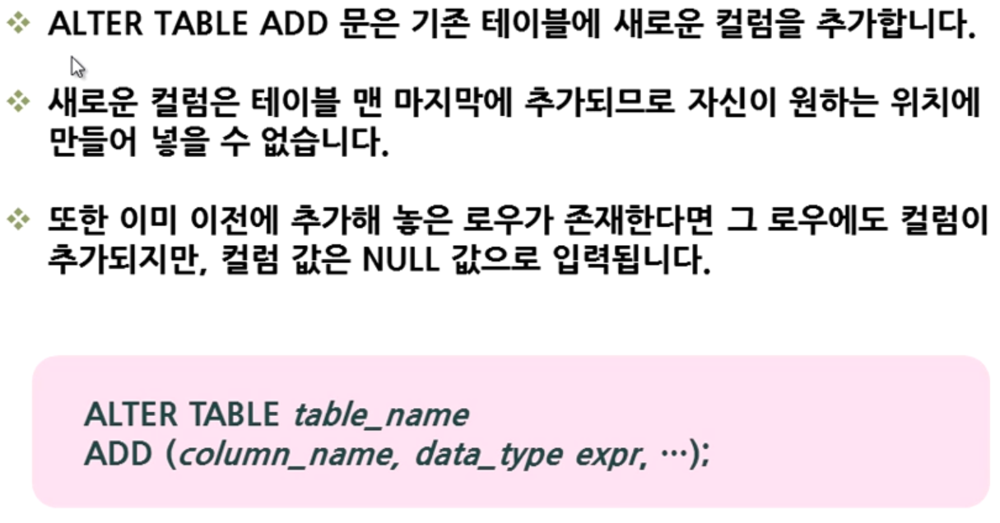 ALTER TABLE ADD 문은 기존 테이블에 새로운 컬럼을 추가합니다.
새로운 컬럼은 테이블 맨 마지막에 추가되므로 자신이 원하는 위치에
만들어 넣을 수 없습니다.
또한 이미 이전에 추가해 놓은 로우가 존재한다면 그 로우에도 컬럼이
추가되지만, 컬럼 값은 NULL 값으로 입력됩니다.
ALTER TABLE table_name
ADD (column_name, data_type expr, …);